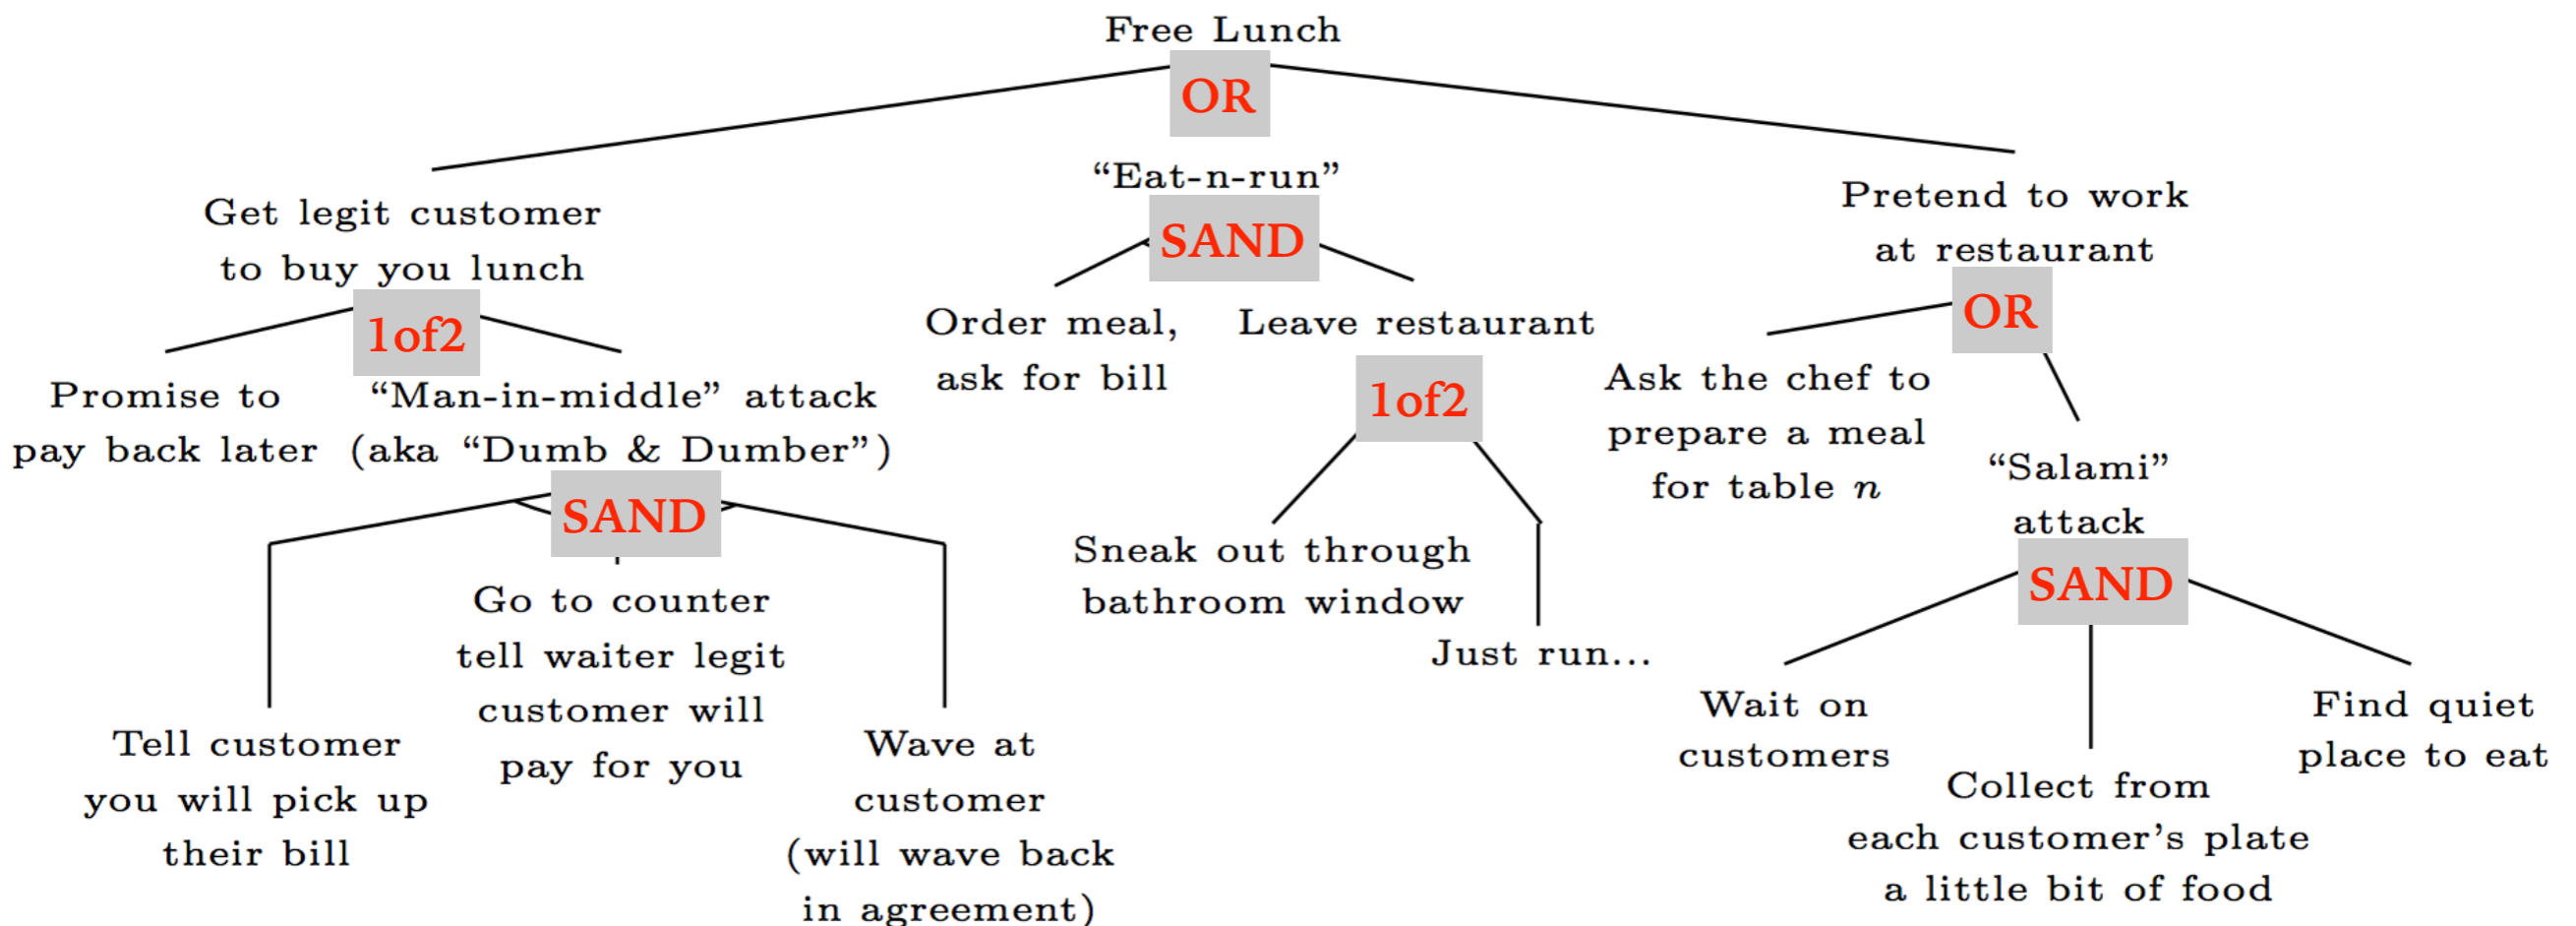 Free Lunch
OR
Get legit customer
to buy you lunch
1of2
Promise to
pay back later
“Man-in-middle” attack
(aka “Dumb & Dumber”)
SAND
Tell customer
you will pick up
their bill
Go to counter
tell waiter legit
customer will
pay for you
Wave at
customer
(will wave back
in agreement)
“Eat-n-run”
SAND
Order meal,
ask for bill
Leave restaurant
1of2
Sneak out through
bathroom window
Just run...
Pretend to work
at restaurant
OR
Ask the chef to
prepare a meal
for table n
“Salami”
attack
SAND
Wait on
customers
Collect from
each customer’s plate
a little bit of food
Find quiet
place to eat